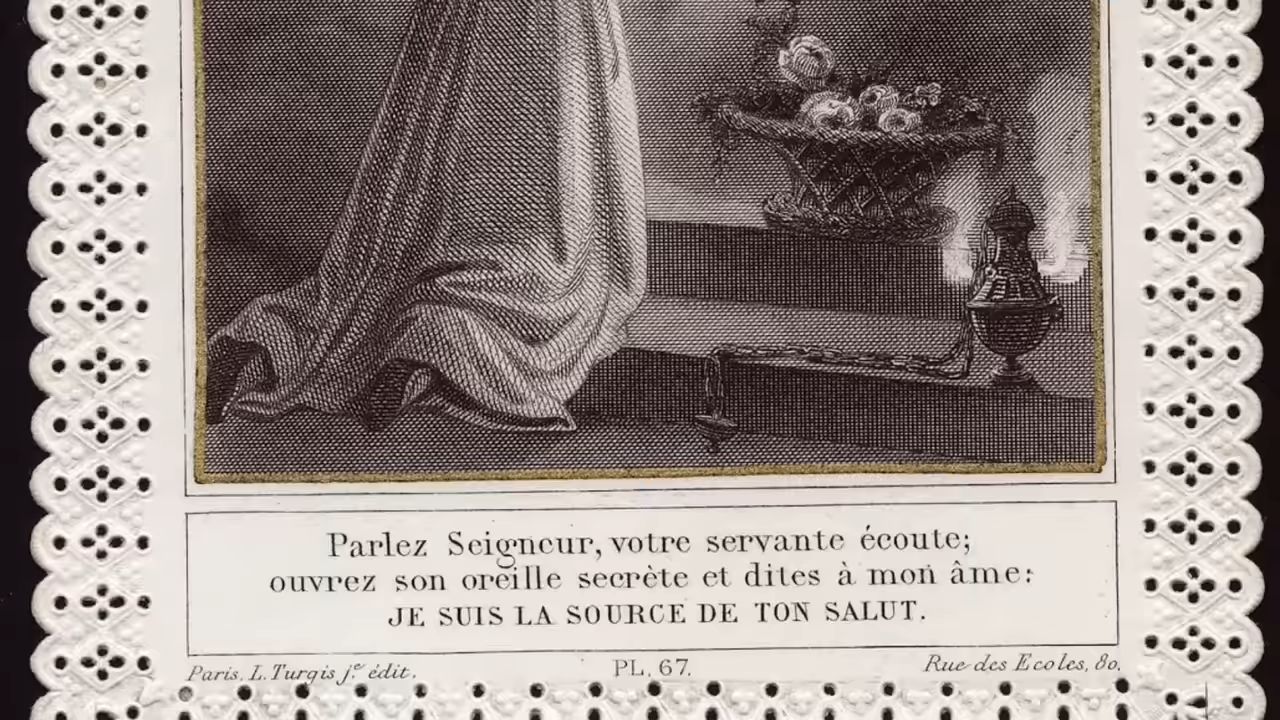 Parlez Seigneur, votre servante écoute;
ouvrez son oreille secrète et dites à mon âme:
JE SUIS LA SOURCE DE TON SALUT.
Paris. L. Turgis j.e édit. PL. 67. Rue des Ecoles, 80.